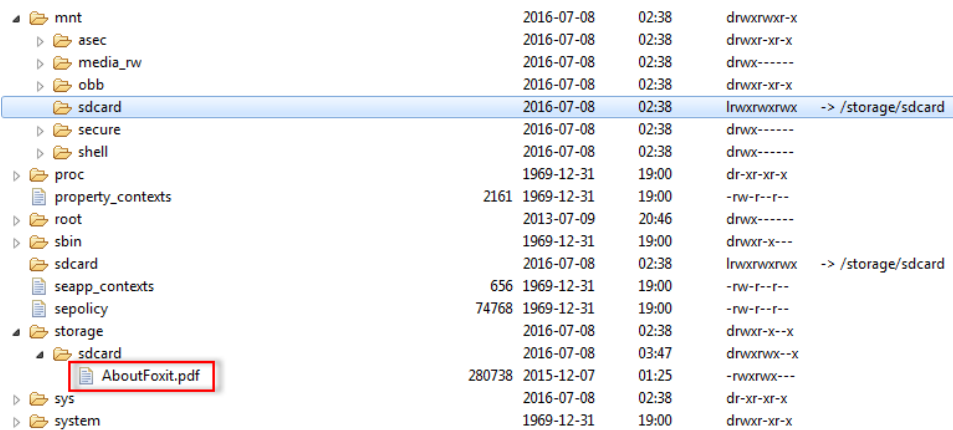 mnt 2016-07-08 02:38 drwxrwxr-x
asec 2016-07-08 02:38 drwxr-xr-x
media_rw 2016-07-08 02:38 drwx------
obb 2016-07-08 02:38 drwxr-xr-x
sdcard 2016-07-08 02:38 lrwxrwxrwx -> /storage/sdcard
secure 2016-07-08 02:38 drwx------
shell 2016-07-08 02:38 drwx------
proc 1969-12-31 19:00 dr-xr-xr-x
property_contexts 2161 1969-12-31 19:00 -rw-r--r--
root 2013-07-09 20:46 drwx------
sbin 1969-12-31 19:00 drwxr-x---
sdcard 2016-07-08 02:38 lrwxrwxrwx -> /storage/sdcard
seapp_contexts 656 1969-12-31 19:00 -rw-r--r--
sepolicy 74768 1969-12-31 19:00 -rw-r--r--
storage 2016-07-08 02:38 drwxr-x--x
sdcard 2016-07-08 03:47 drwxrwx--x
AboutFoxit.pdf 280738 2015-12-07 01:25 -rwxrwx---
sys 2016-07-08 02:38 dr-xr-xr-x
system 1969-12-31 19:00 drwxr-xr-x